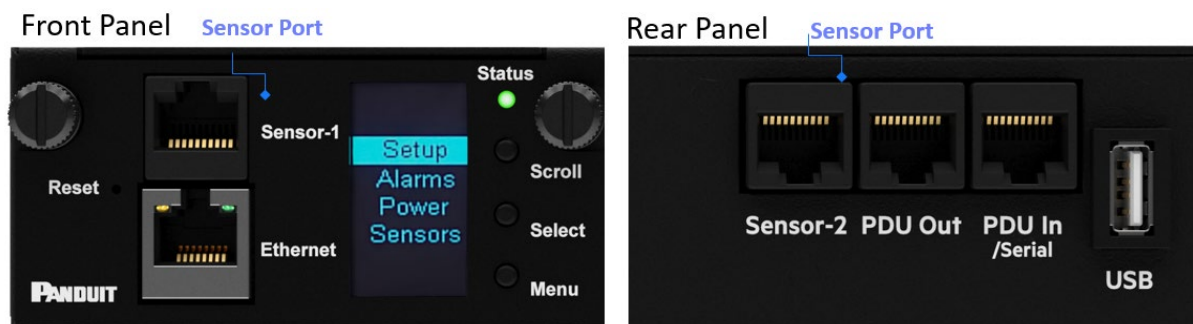 Front Panel
Sensor Port
Status
Sensor-1
Setup
Scroll
Alarms
Reset
Power
Select
Sensors
Ethernet
Menu
PANDUIT
Rear Panel
Sensor Port
Sensor-2 PDU Out PDU In
/Serial
USB